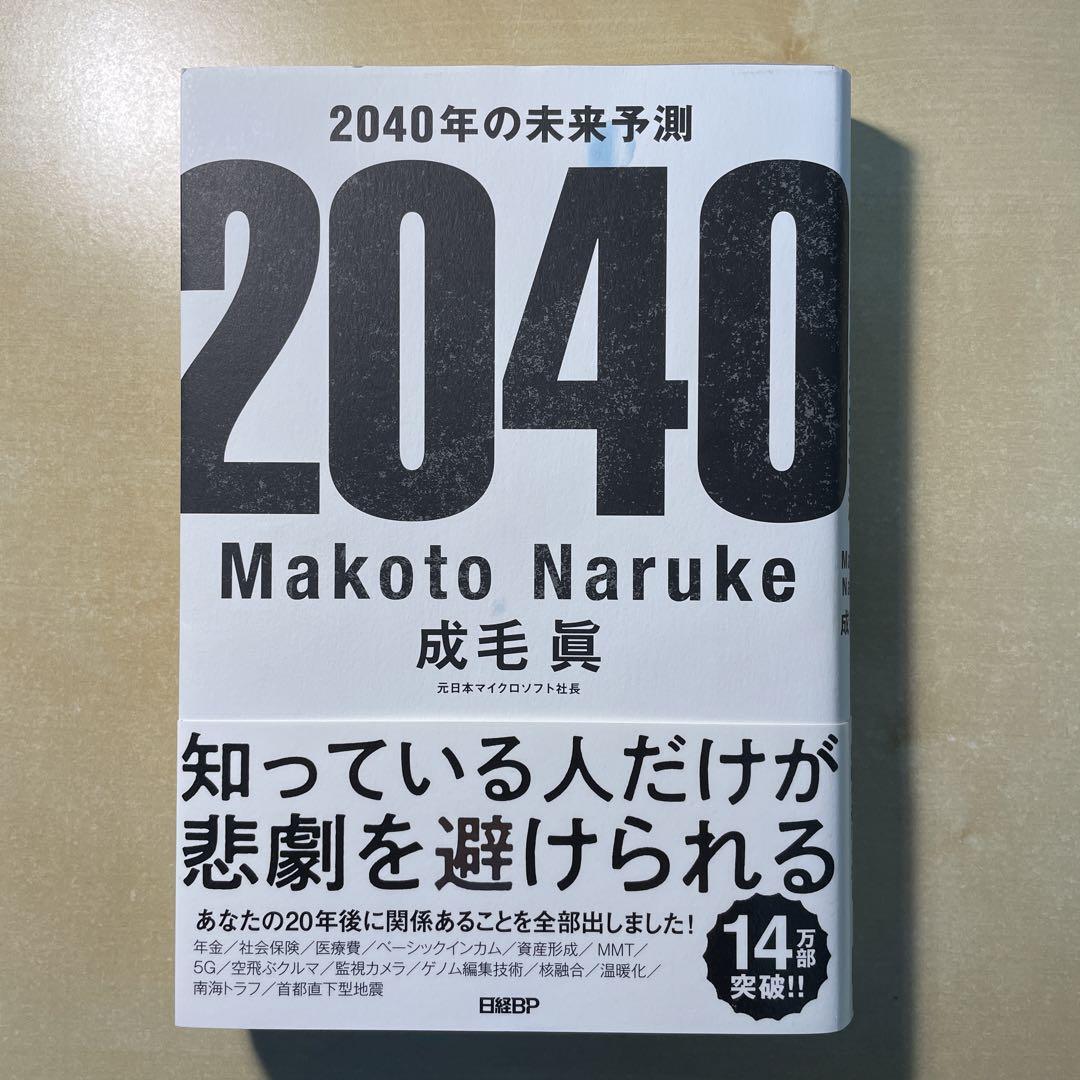 2040年の未来予測
2040
Makoto Naruke
成毛 眞
元日本マイクロソフト社長
知っている人だけが
悲劇を避けられる
あなたの20年後に関係あることを全部出しました!
年金/社会保険/医療費/ベーシックインカム/資産形成/MMT/
5G/空飛ぶクルマ/監視カメラ/ゲノム編集技術/核融合/温暖化/
南海トラフ/首都直下型地震
14万部
突破!!
日経BP